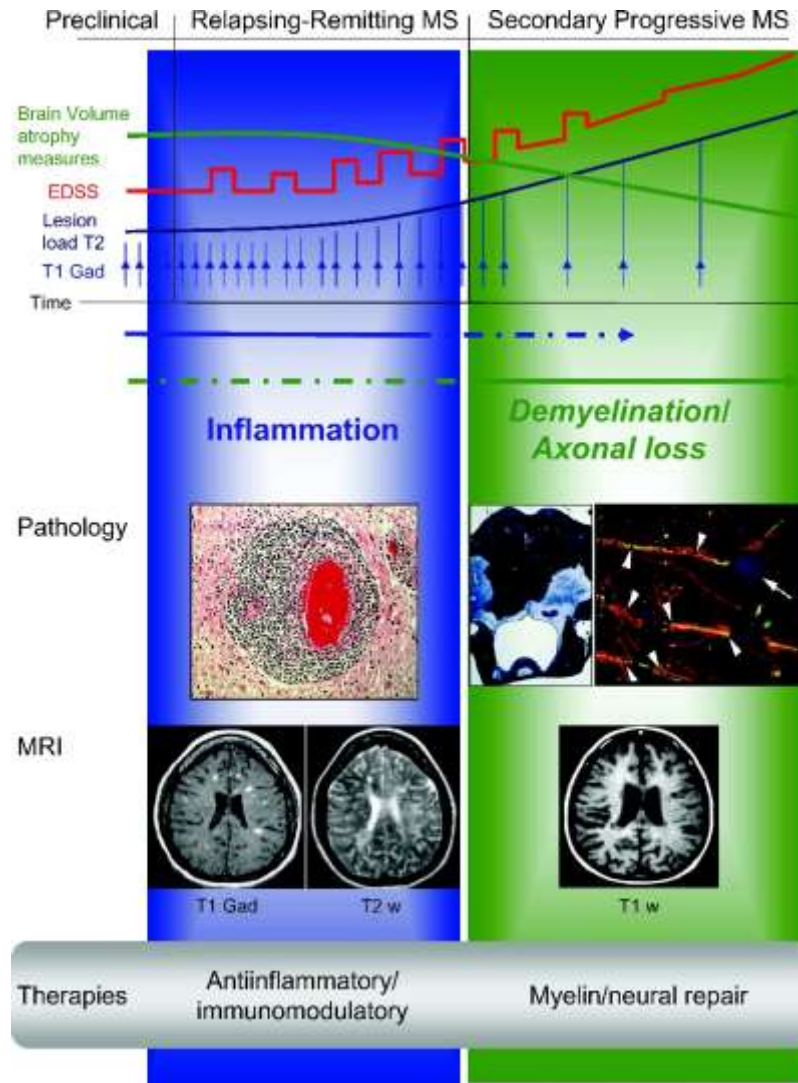 Preclinical
Relapsing-Remitting MS
Secondary Progressive MS
Brain Volume
atrophy
measures
EDSS
Lesion
load T2
T1 Gad
Time
Inflammation
Demyelination/
Axonal loss
Pathology
MRI
T1 Gad
T2 w
T1 w
Therapies
Antiinflammatory/
immunomodulatory
Myelin/neural repair